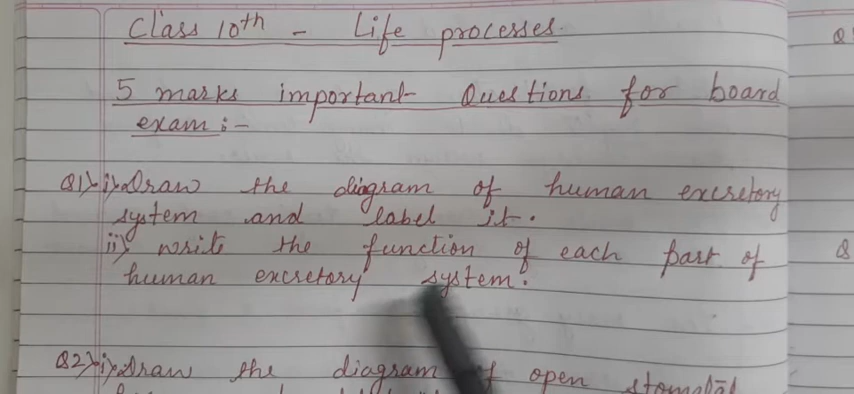 Class 10th - Life processes.
5 marks important Questions for board
exam :-
Q1) i) Draw the diagram of human excretory
system and label it.
ii) write the function of each part of
human excretory system.
Q2) i) Draw the diagram of open stomatal
Q
Q